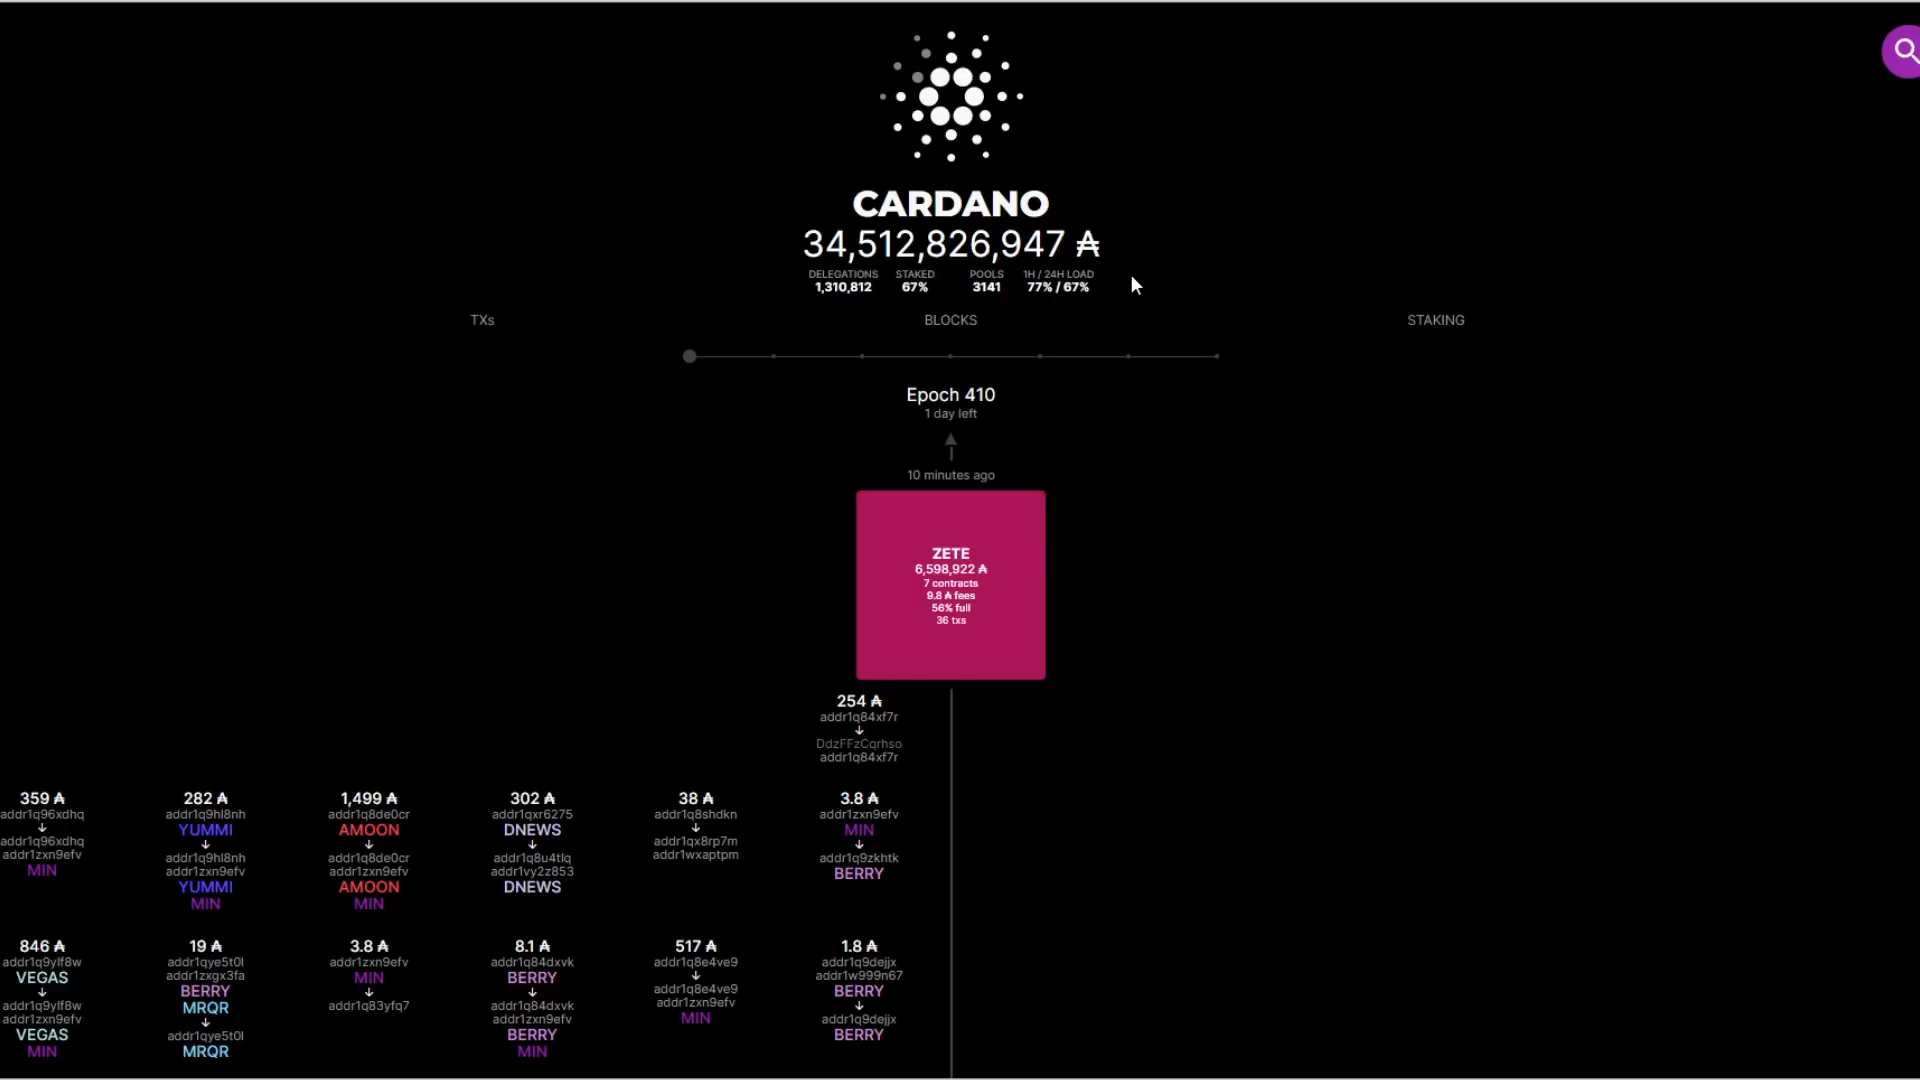 CARDANO
34,512,826,947 ₳
DELEGATIONS STAKED POOLS 1H / 24H LOAD
1,310,812 67% 3141 77% / 67%
TXs BLOCKS STAKING
Epoch 410
1 day left
10 minutes ago
ZETE
6,598,922 ₳
7 contracts
9.8 ₳ fees
56% full
36 txs
254 ₳
addr1q84xf7r
↓
DdzFFzCqrhso
addr1q84xf7r
359 ₳
addr1q96xdhq
↓
addr1q96xdhq
addr1zxn9efv
MIN
282 ₳
addr1q9hl8nh
YUMMI
↓
addr1q9hl8nh
addr1zxn9efv
YUMMI
MIN
1,499 ₳
addr1q8de0cr
AMOON
↓
addr1q8de0cr
addr1zxn9efv
AMOON
MIN
302 ₳
addr1qxr6275
DNEWS
↓
addr1q8u4tlq
addr1vy2z853
DNEWS
38 ₳
addr1q8shdkn
↓
addr1qx8rp7m
addr1wxaptpm
3.8 ₳
addr1zxn9efv
MIN
↓
addr1q9zkhtk
BERRY
846 ₳
addr1q9ylf8w
VEGAS
↓
addr1q9ylf8w
addr1zxn9efv
VEGAS
MIN
19 ₳
addr1qye5t0l
addr1zxgx3fa
BERRY
MRQR
↓
addr1qye5t0l
MRQR
3.8 ₳
addr1zxn9efv
MIN
↓
addr1q83yfq7
8.1 ₳
addr1q84dxvk
BERRY
↓
addr1q84dxvk
addr1zxn9efv
BERRY
MIN
517 ₳
addr1q8e4ve9
↓
addr1q8e4ve9
addr1zxn9efv
MIN
1.8 ₳
addr1q9dejjx
addr1w999n67
BERRY
↓
addr1q9dejjx
BERRY